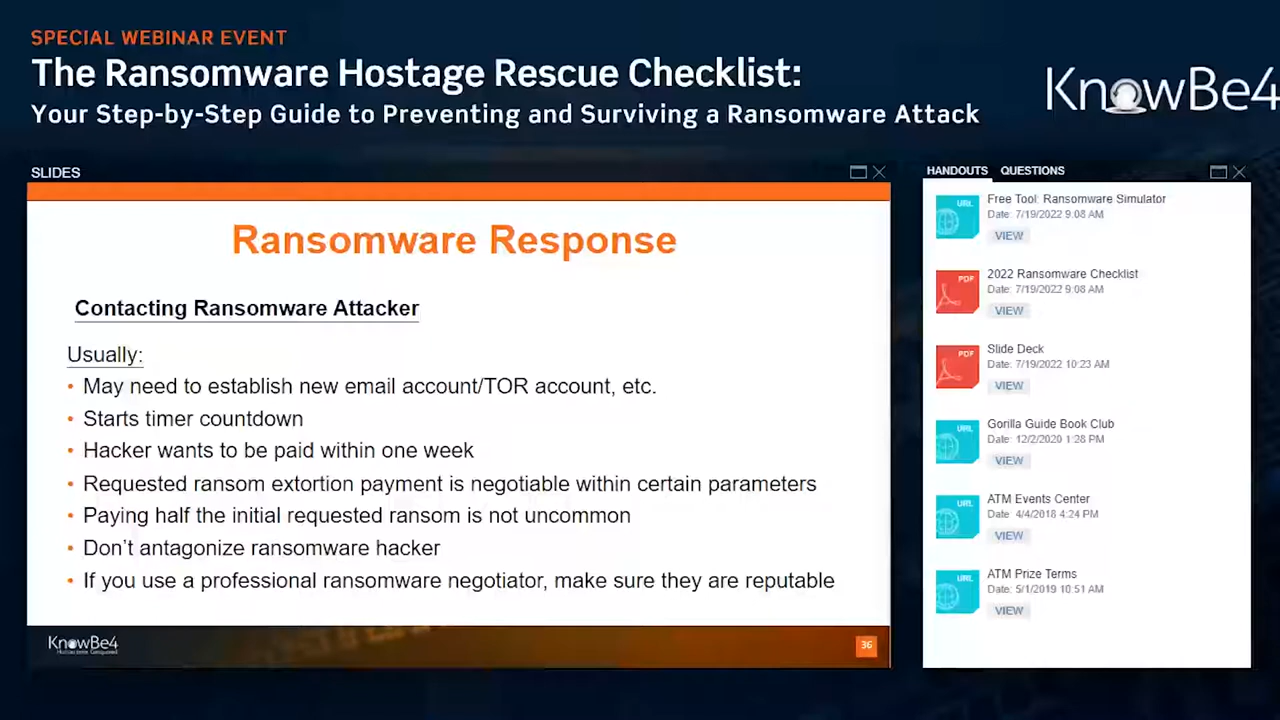 SPECIAL WEBINAR EVENT
The Ransomware Hostage Rescue Checklist:
Your Step-by-Step Guide to Preventing and Surviving a Ransomware Attack
KnowBe4
SLIDES
Ransomware Response
Contacting Ransomware Attacker
Usually:
• May need to establish new email account/TOR account, etc.
• Starts timer countdown
• Hacker wants to be paid within one week
• Requested ransom extortion payment is negotiable within certain parameters
• Paying half the initial requested ransom is not uncommon
• Don't antagonize ransomware hacker
• If you use a professional ransomware negotiator, make sure they are reputable
KnowBe4
36
HANDOUTS QUESTIONS
URL
Free Tool: Ransomware Simulator
Date: 7/19/2022 9:08 AM
VIEW
PDF
2022 Ransomware Checklist
Date: 7/19/2022 9:08 AM
VIEW
PDF
Slide Deck
Date: 7/19/2022 10:23 AM
VIEW
URL
Gorilla Guide Book Club
Date: 12/2/2020 1:28 PM
VIEW
URL
ATM Events Center
Date: 4/4/2018 4:24 PM
VIEW
URL
ATM Prize Terms
Date: 5/1/2019 10:51 AM
VIEW